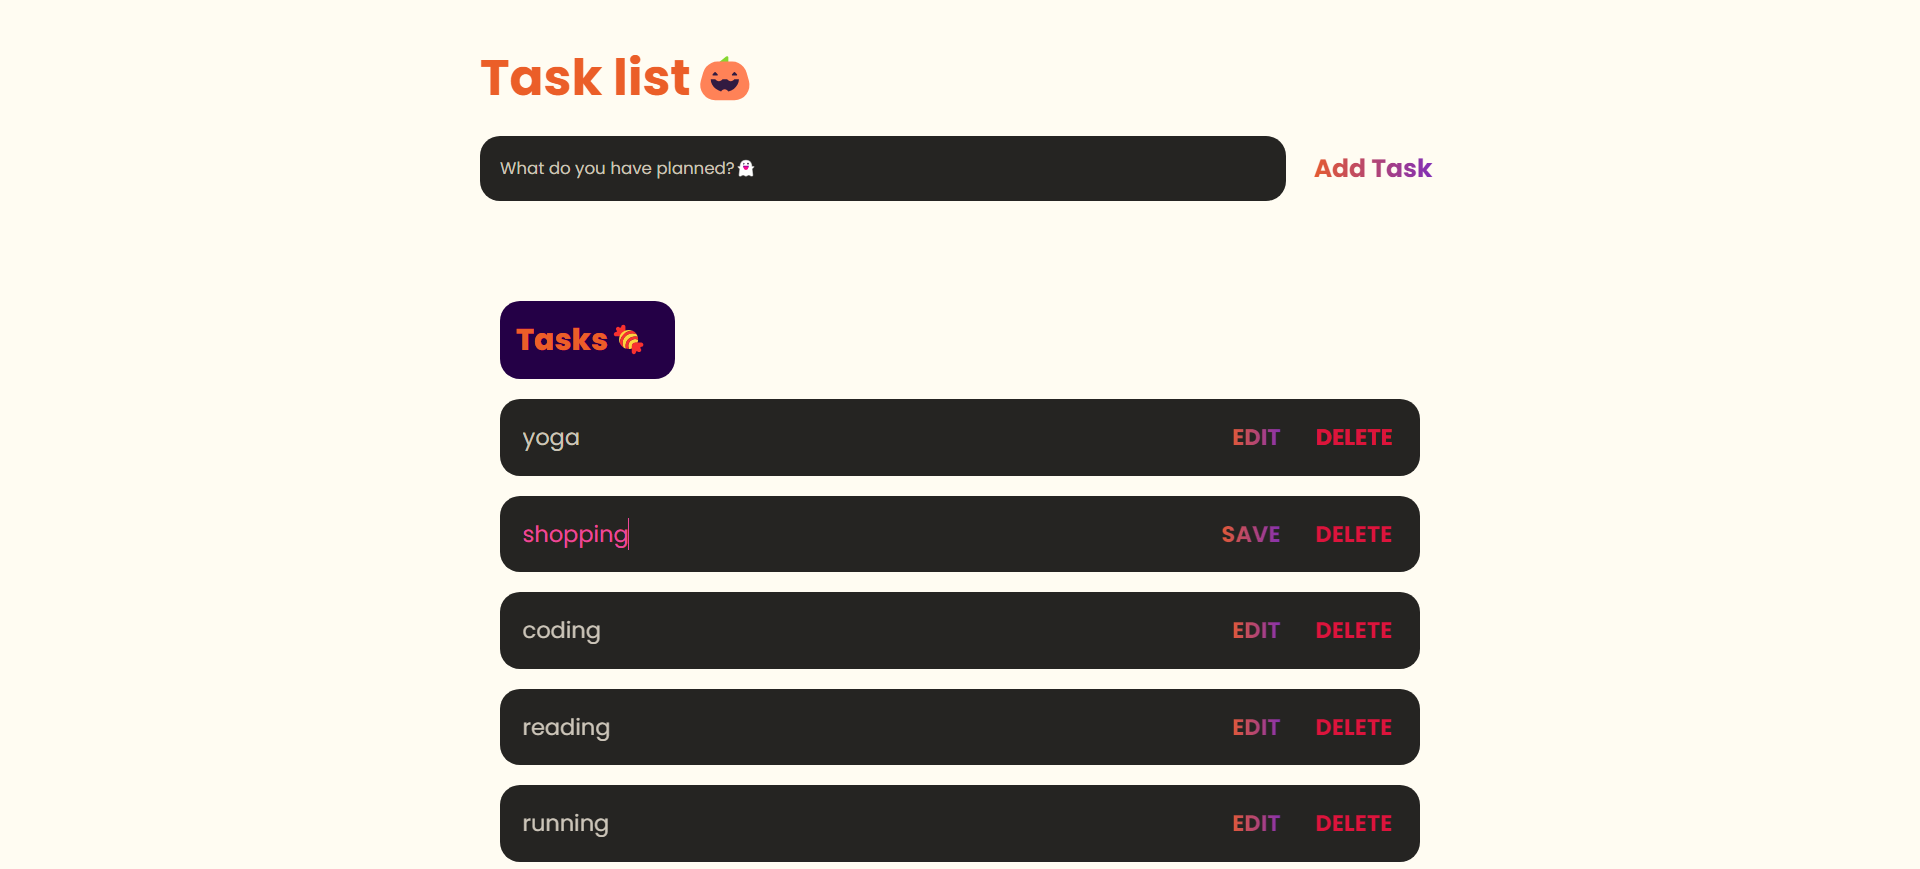 Task list 🎃
What do you have planned?👻 Add Task
Tasks 🍬
yoga EDIT DELETE
shopping SAVE DELETE
coding EDIT DELETE
reading EDIT DELETE
running EDIT DELETE